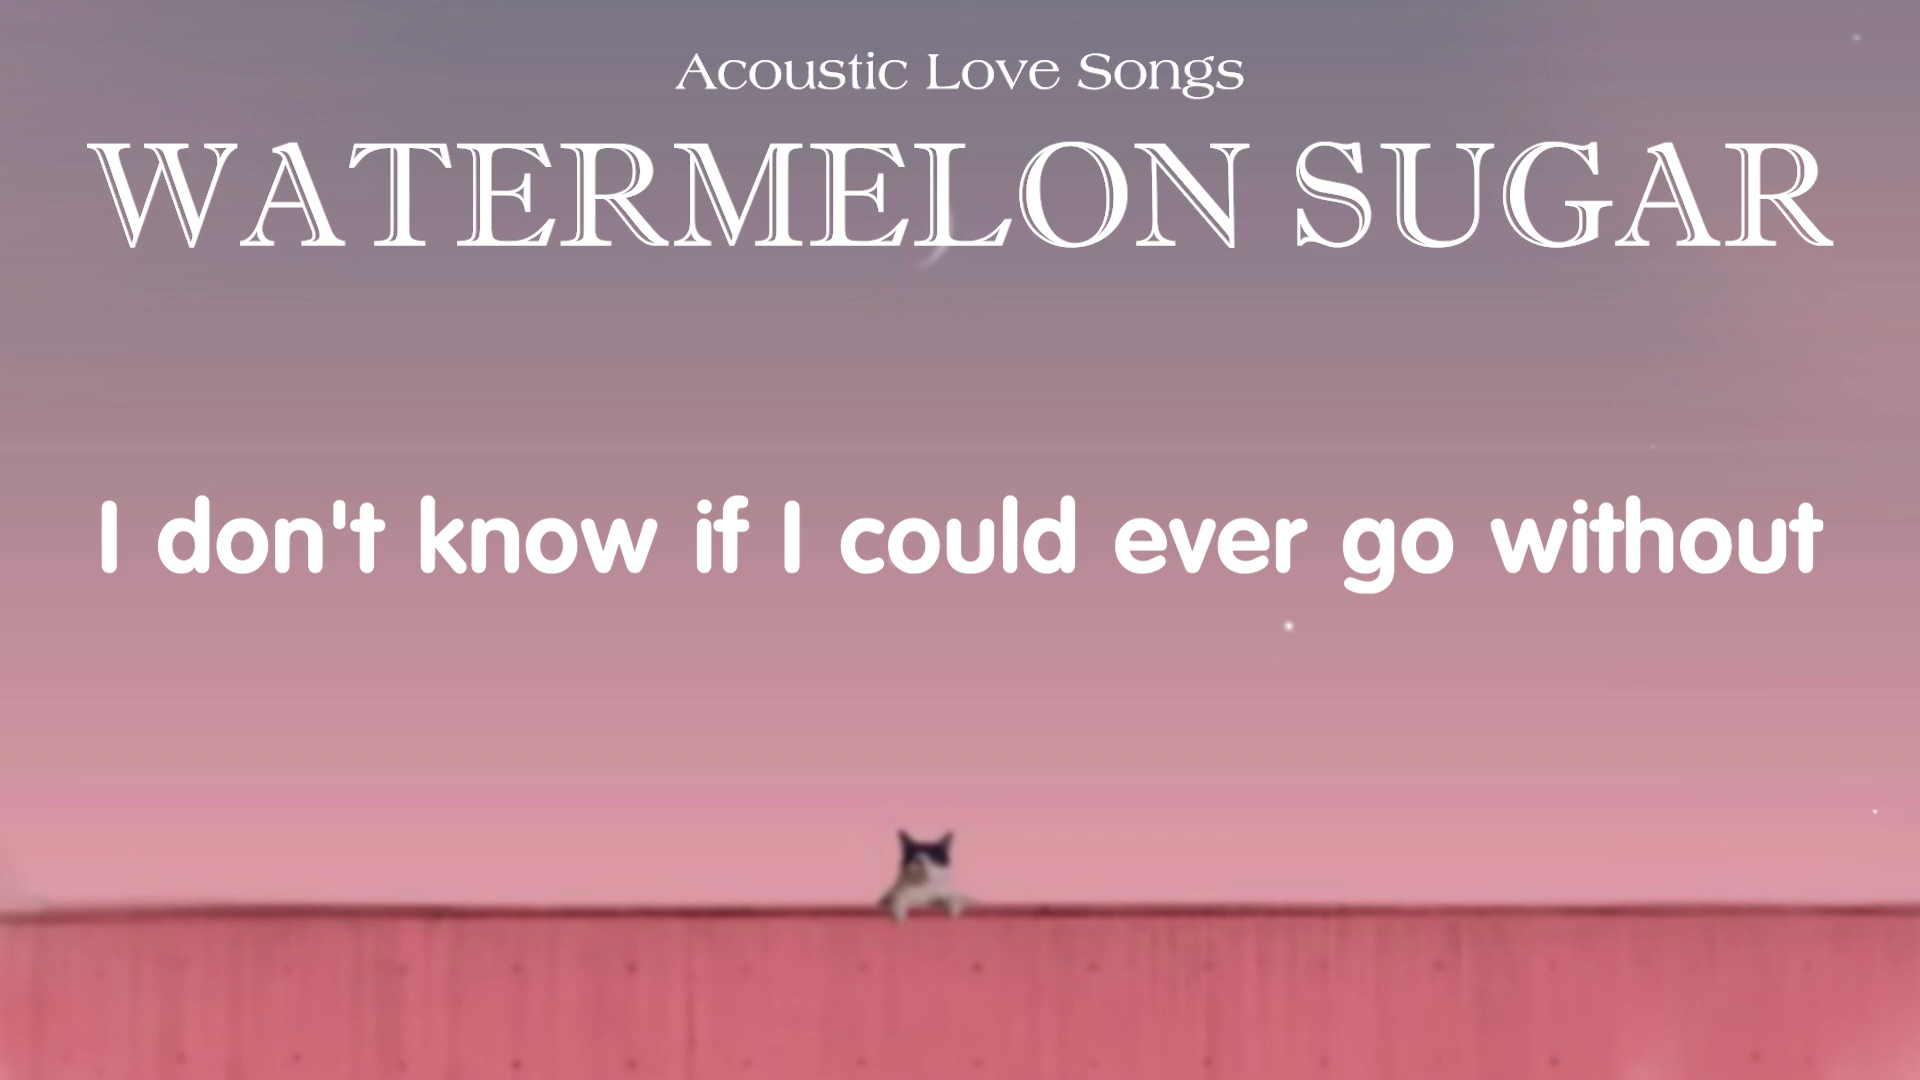 Acoustic Love Songs
WATERMELON SUGAR
I don't know if I could ever go without